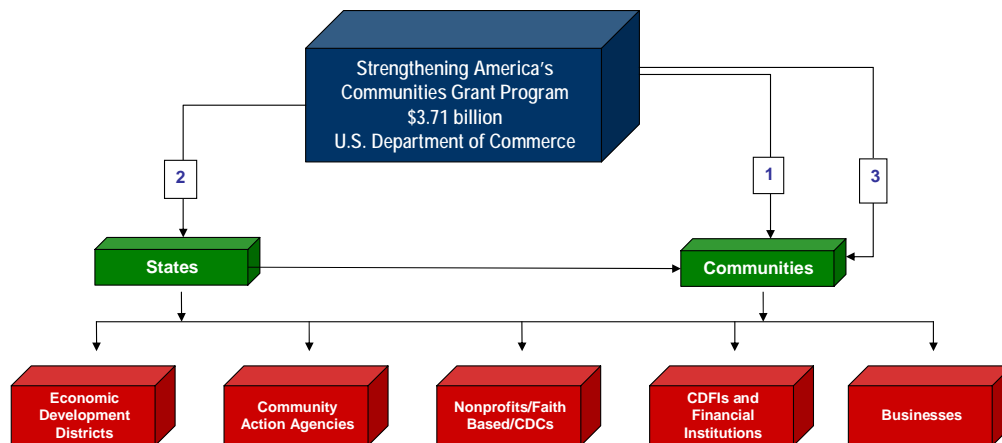 Strengthening America's
Communities Grant Program
$3.71 billion
U.S. Department of Commerce
2
1
3
States
Communities
Economic
Development
Districts
Community
Action Agencies
Nonprofits/Faith
Based/CDCs
CDFIs and
Financial
Institutions
Businesses